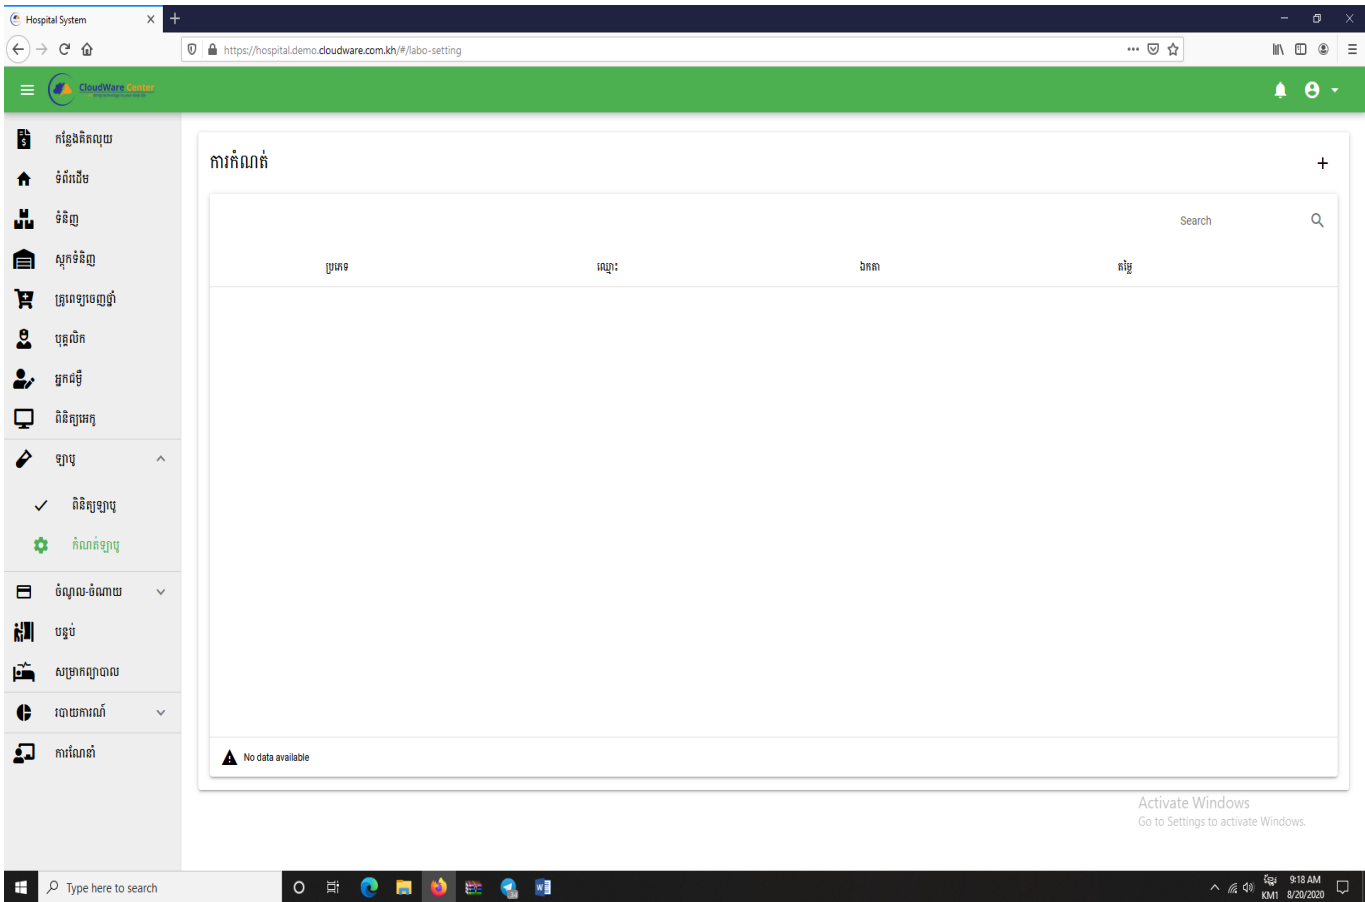 Hospital System
https://hospital.demo.cloudware.com.kh/#/labo-setting
CloudWare Center
កន្លែងគិតលុយ
ទំព័រដើម
ទំនិញ
ស្តុកទំនិញ
គ្រូពេទ្យចេញថ្នាំ
បុគ្គលិក
អ្នកជម្ងឺ
ពិនិត្យអេកូ
ឡាបូ
ពិនិត្យឡាបូ
កំណត់ឡាបូ
ចំណូល-ចំណាយ
បន្ទប់
សម្រាកព្យាបាល
របាយការណ៍
ការណែនាំ
ការកំណត់
Search
ប្រភេទ ឈ្មោះ ឯកតា តម្លៃ
No data available
Activate Windows
Go to Settings to activate Windows.
Type here to search
ខ្មែរ 9:18 AM
KM1 8/20/2020